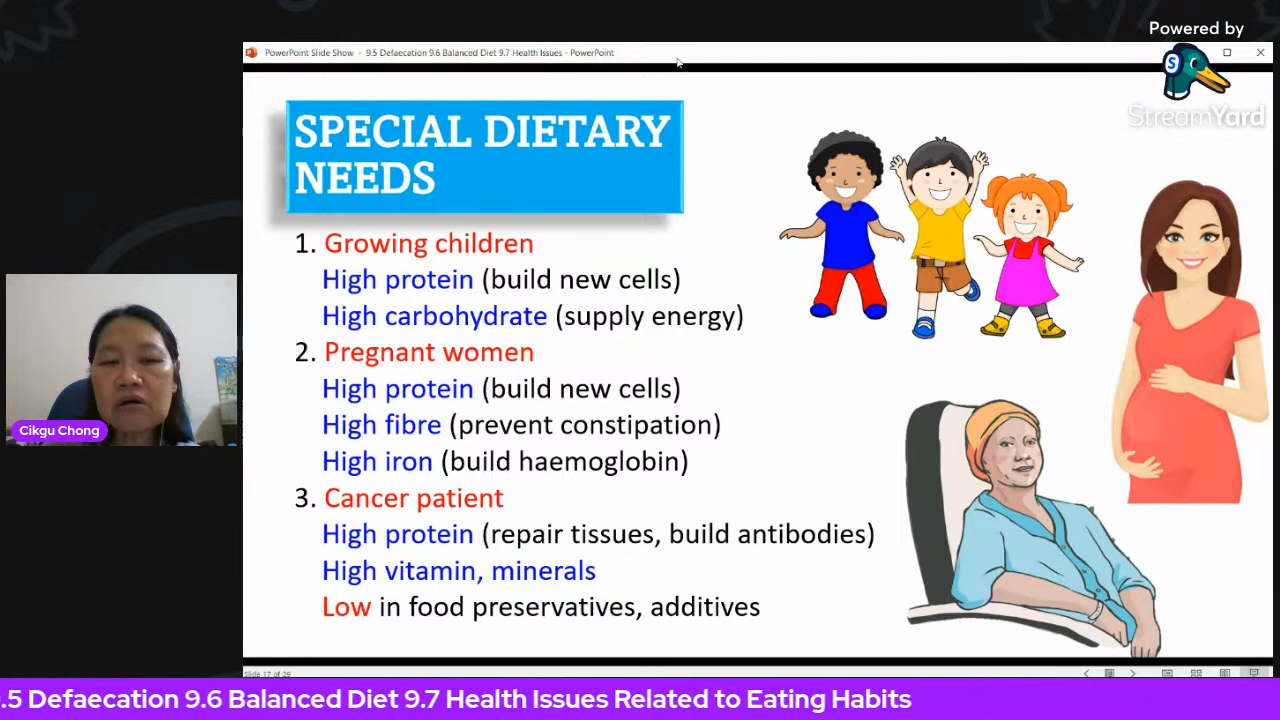 Powered by
S
StreamYard
PowerPoint Slide Show - 9.5 Defaecation 9.6 Balanced Diet 9.7 Health Issues - PowerPoint
SPECIAL DIETARY
NEEDS
1. Growing children
High protein (build new cells)
High carbohydrate (supply energy)
2. Pregnant women
High protein (build new cells)
High fibre (prevent constipation)
High iron (build haemoglobin)
3. Cancer patient
High protein (repair tissues, build antibodies)
High vitamin, minerals
Low in food preservatives, additives
Cikgu Chong
Slide 17 of 29
.5 Defaecation 9.6 Balanced Diet 9.7 Health Issues Related to Eating Habits